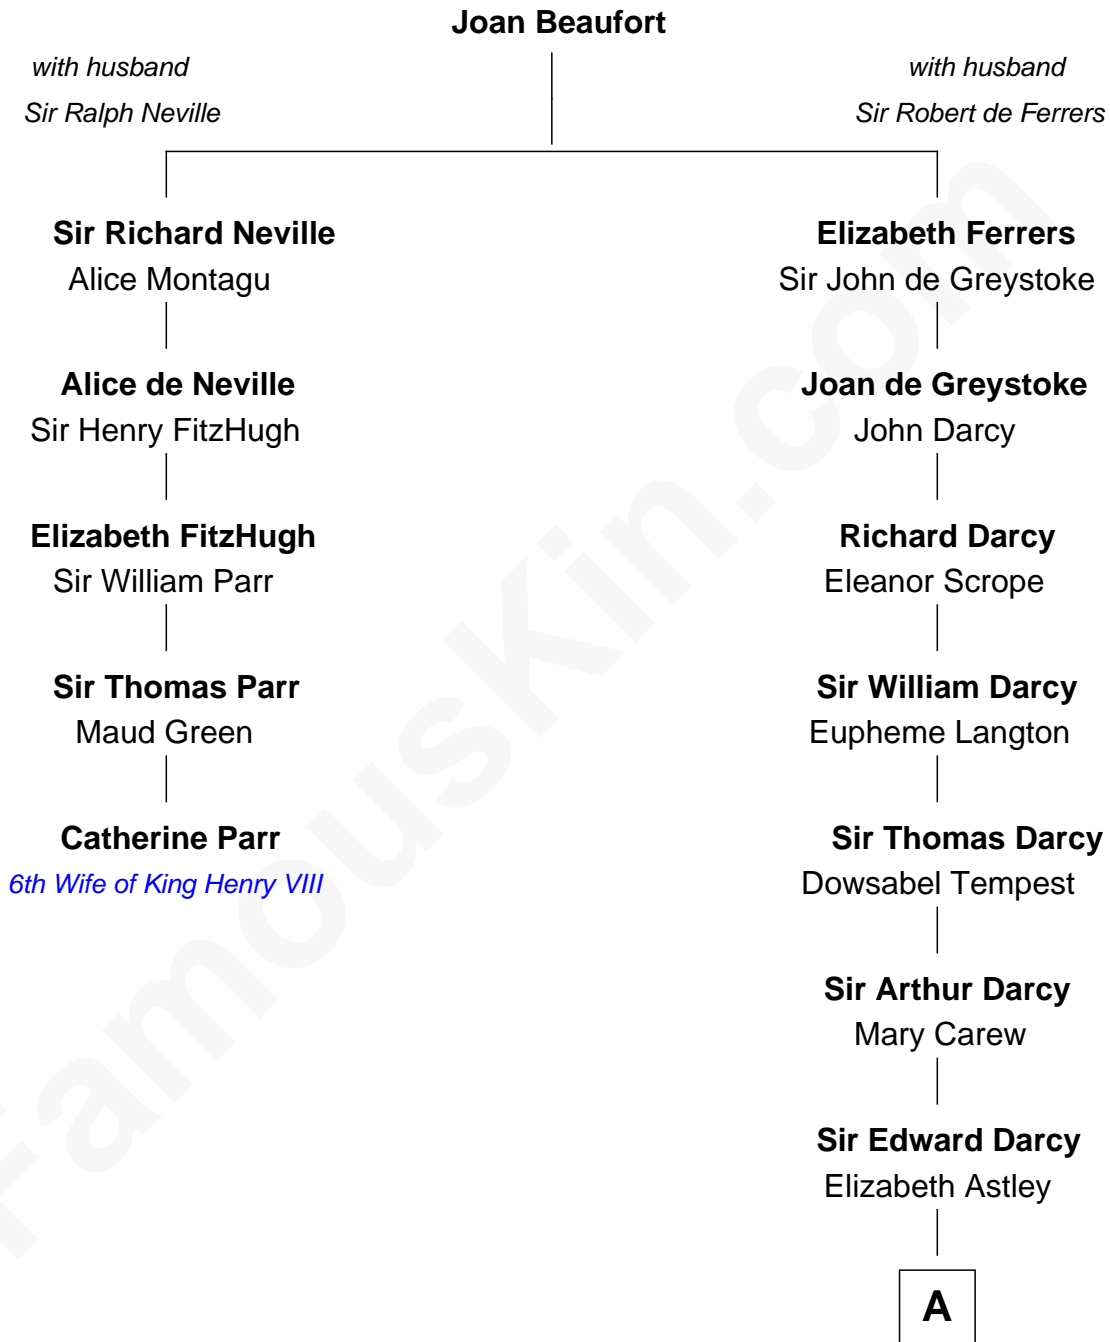 Joan Beaufort
with husband
Sir Ralph Neville
with husband
Sir Robert de Ferrers
Sir Richard Neville
Alice Montagu
Alice de Neville
Sir Henry FitzHugh
Elizabeth FitzHugh
Sir William Parr
Sir Thomas Parr
Maud Green
Catherine Parr
6th Wife of King Henry VIII
Elizabeth Ferrers
Sir John de Greystoke
Joan de Greystoke
John Darcy
Richard Darcy
Eleanor Scrope
Sir William Darcy
Eupheme Langton
Sir Thomas Darcy
Dowsabel Tempest
Sir Arthur Darcy
Mary Carew
Sir Edward Darcy
Elizabeth Astley
A
FamousKin.com